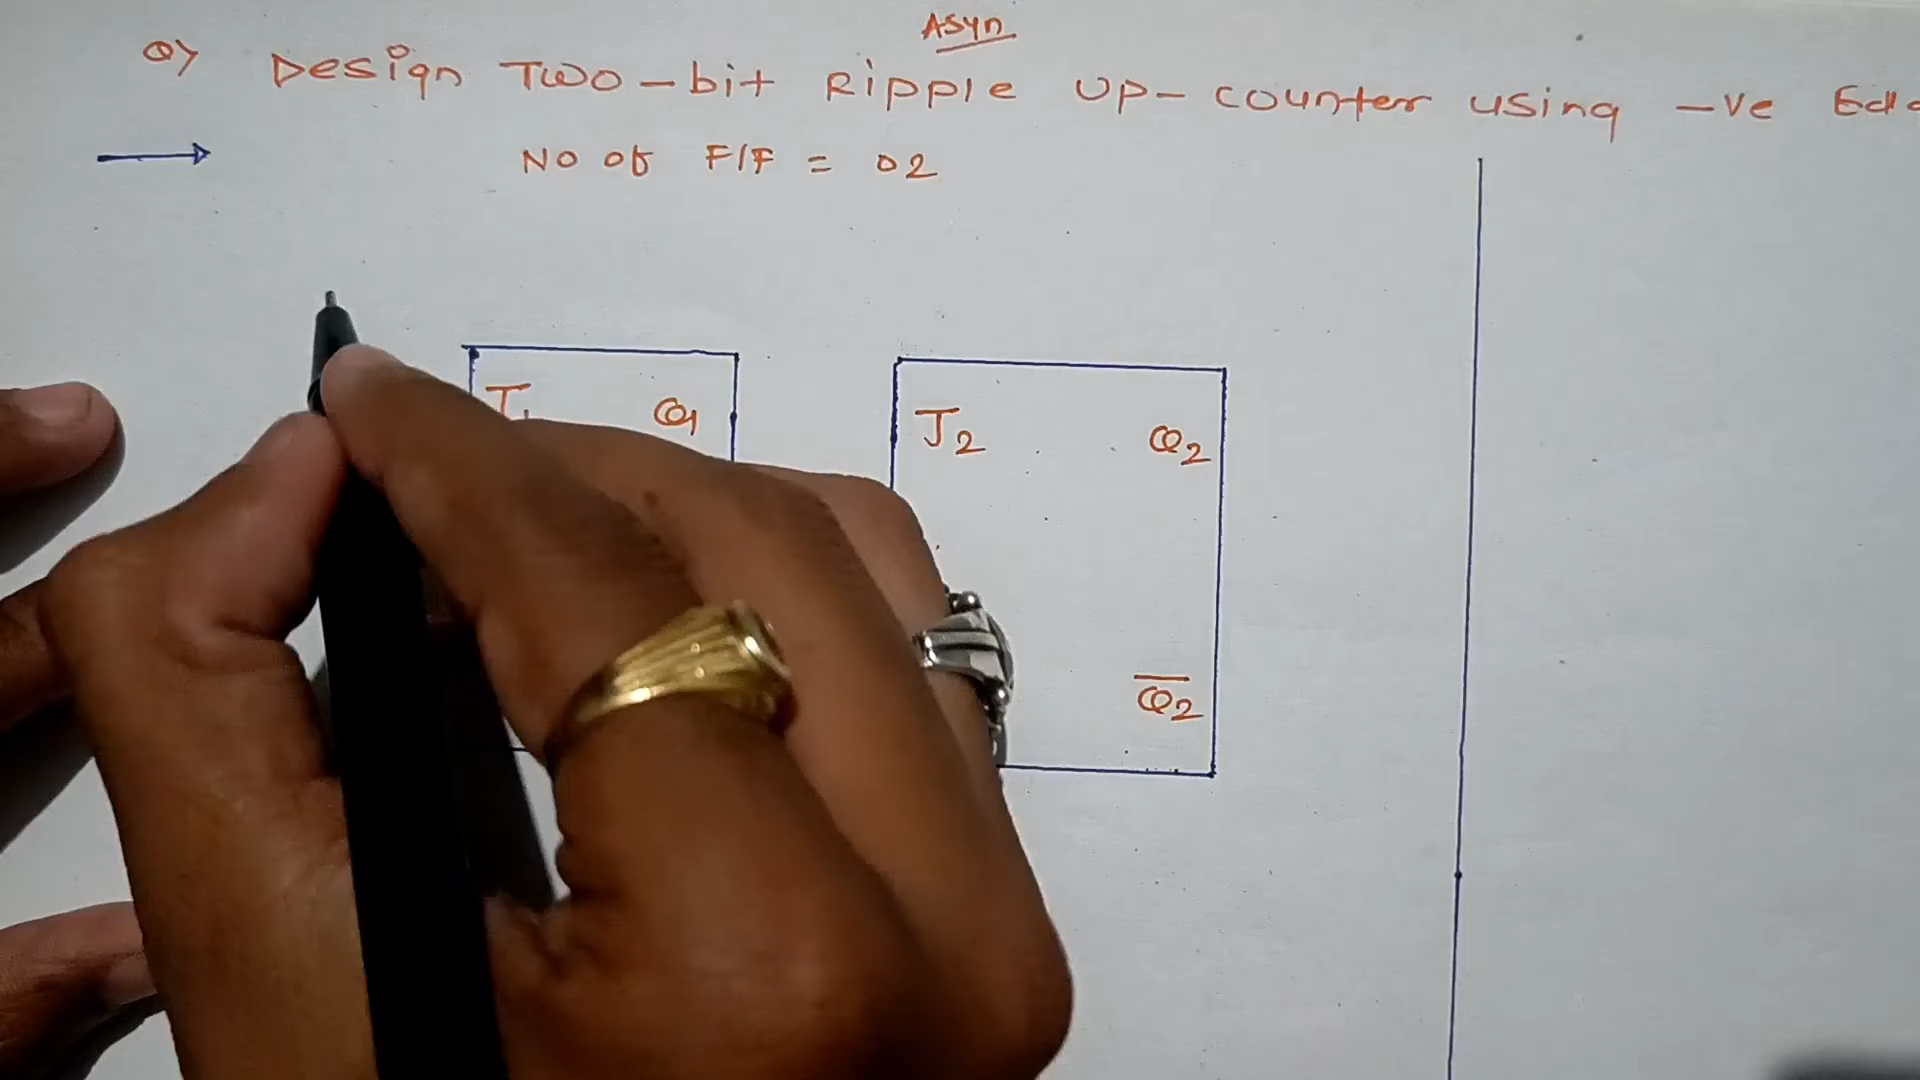 Asyn
Q) Design Two-bit Ripple Up-counter using -ve
No of F/F = 02
Q1
J2 Q2
Q2